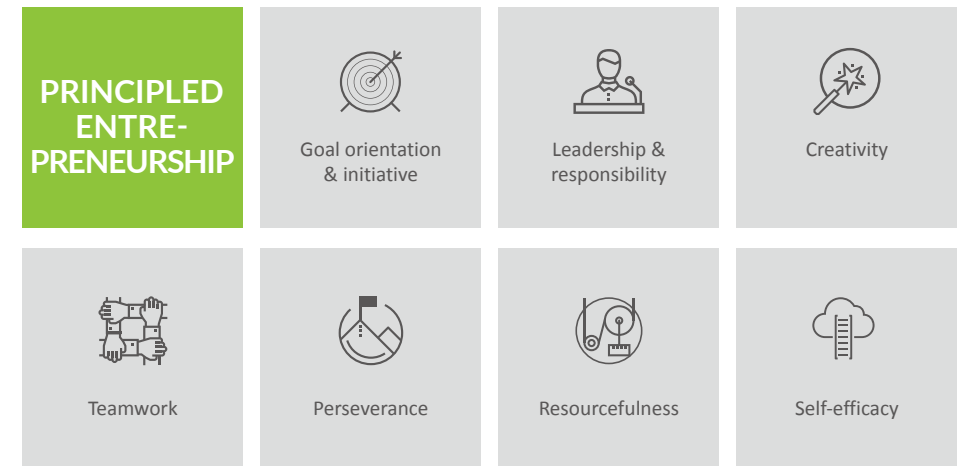 PRINCIPLED
ENTRE-
PRENEURSHIP
Goal orientation
& initiative
Leadership &
responsibility
Creativity
Teamwork
Perseverance
Resourcefulness
Self-efficacy